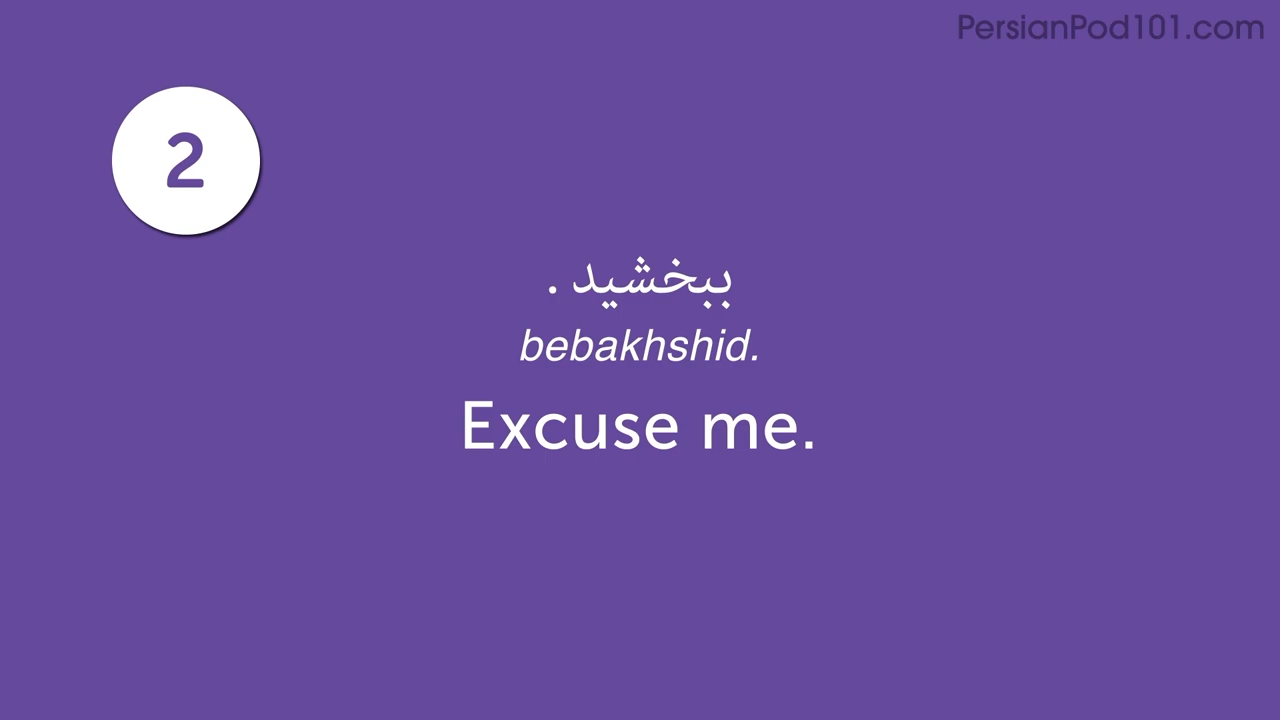 PersianPod101.com
2
ببخشید .
bebakhshid.
Excuse me.